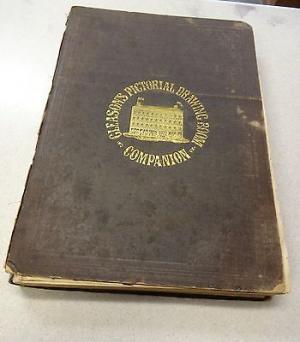 GLEASON'S PICTORIAL DRAWING ROOM
COMPANION